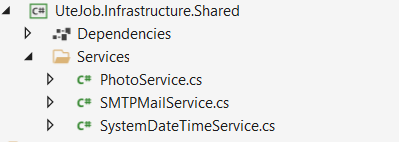 C# UteJob.Infrastructure.Shared
Dependencies
Services
C# PhotoService.cs
C# SMTPMailService.cs
C# SystemDateTimeService.cs